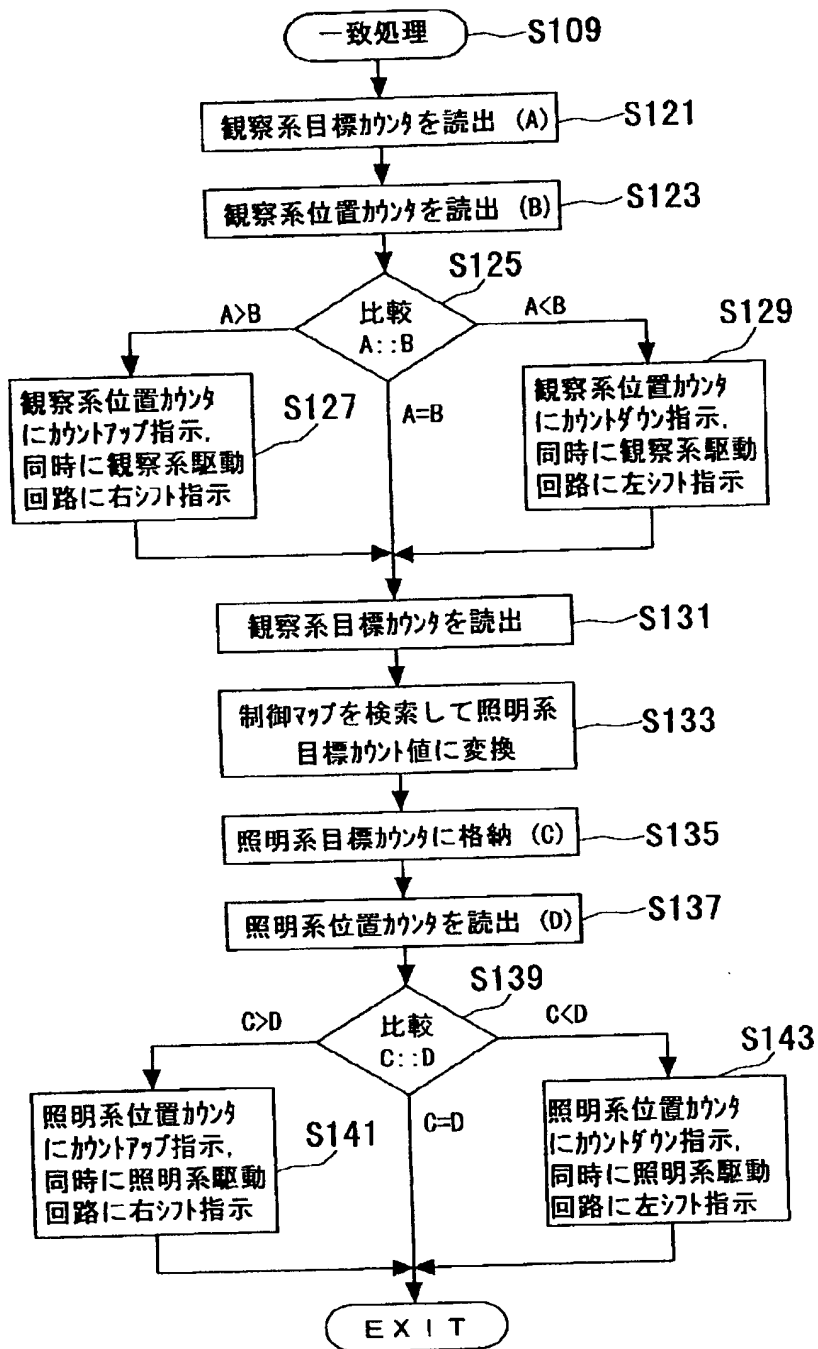 一致処理
S109
観察系目標カウンタを読出 (A)
S121
観察系位置カウンタを読出 (B)
S123
S125
比較
A::B
A>B
A<B
A=B
S127
観察系位置カウンタ
にカウントアップ指示,
同時に観察系駆動
回路に右シフト指示
S129
観察系位置カウンタ
にカウントダウン指示,
同時に観察系駆動
回路に左シフト指示
観察系目標カウンタを読出
S131
制御マップを検索して照明系
目標カウント値に変換
S133
照明系目標カウンタに格納 (C)
S135
照明系位置カウンタを読出 (D)
S137
S139
比較
C::D
C>D
C<D
C=D
S141
照明系位置カウンタ
にカウントアップ指示,
同時に照明系駆動
回路に右シフト指示
S143
照明系位置カウンタ
にカウントダウン指示,
同時に照明系駆動
回路に左シフト指示
EXIT